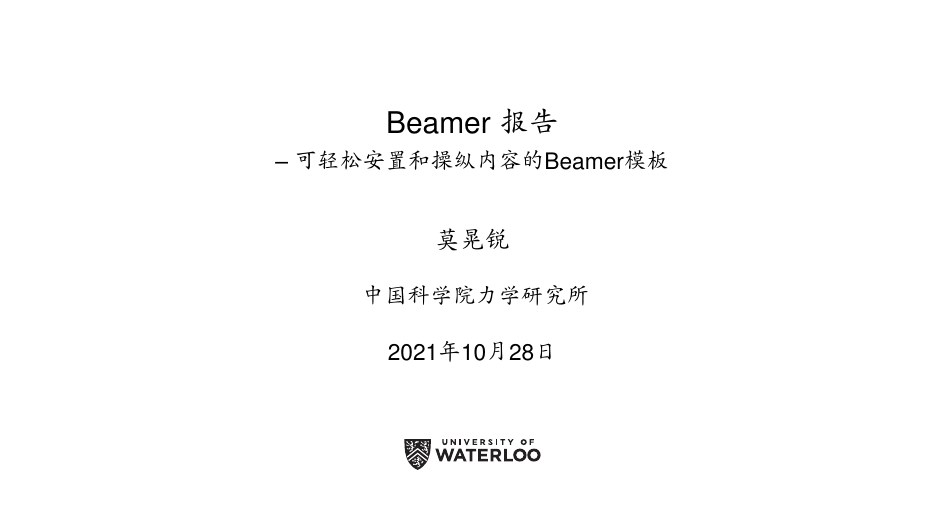 Beamer 报告
– 可轻松安置和操纵内容的Beamer模板
莫晃锐
中国科学院力学研究所
2021年10月28日
UNIVERSITY OF
WATERLOO